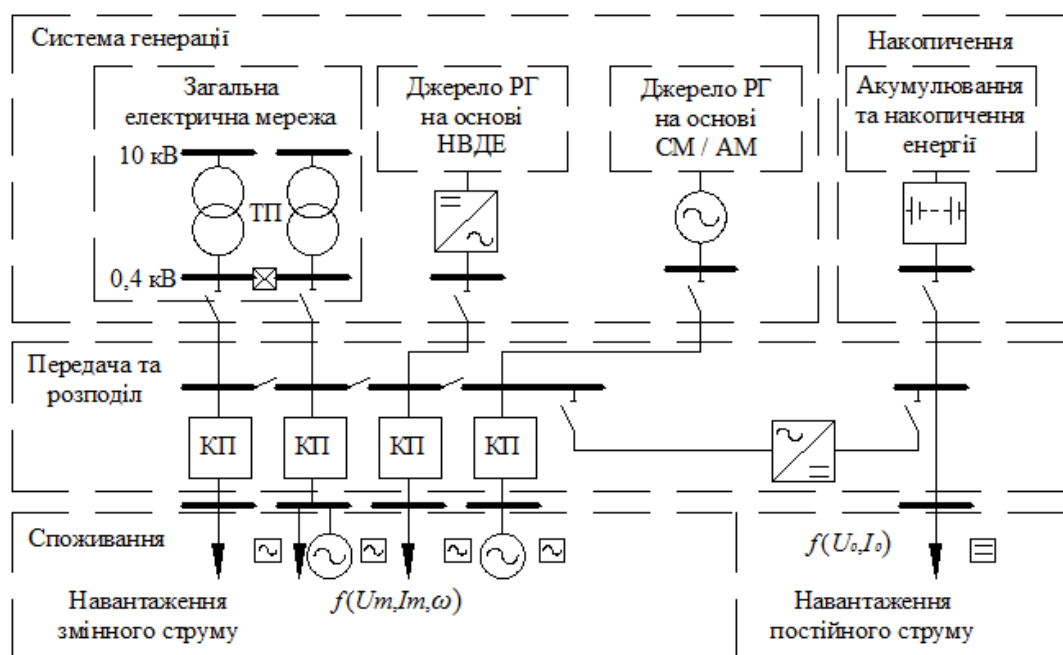 Система генерації
Накопичення
Загальна
електрична мережа
Джерело РГ
на основі
НВДЕ
Джерело РГ
на основі
СМ / АМ
Акумулювання
та накопичення
енергії
10 кВ
ТП
0,4 кВ
Передача та
розподіл
КП
КП
КП
КП
Споживання
f(U₀,I₀)
f(Um,Im,ω)
Навантаження
змінного струму
Навантаження
постійного струму